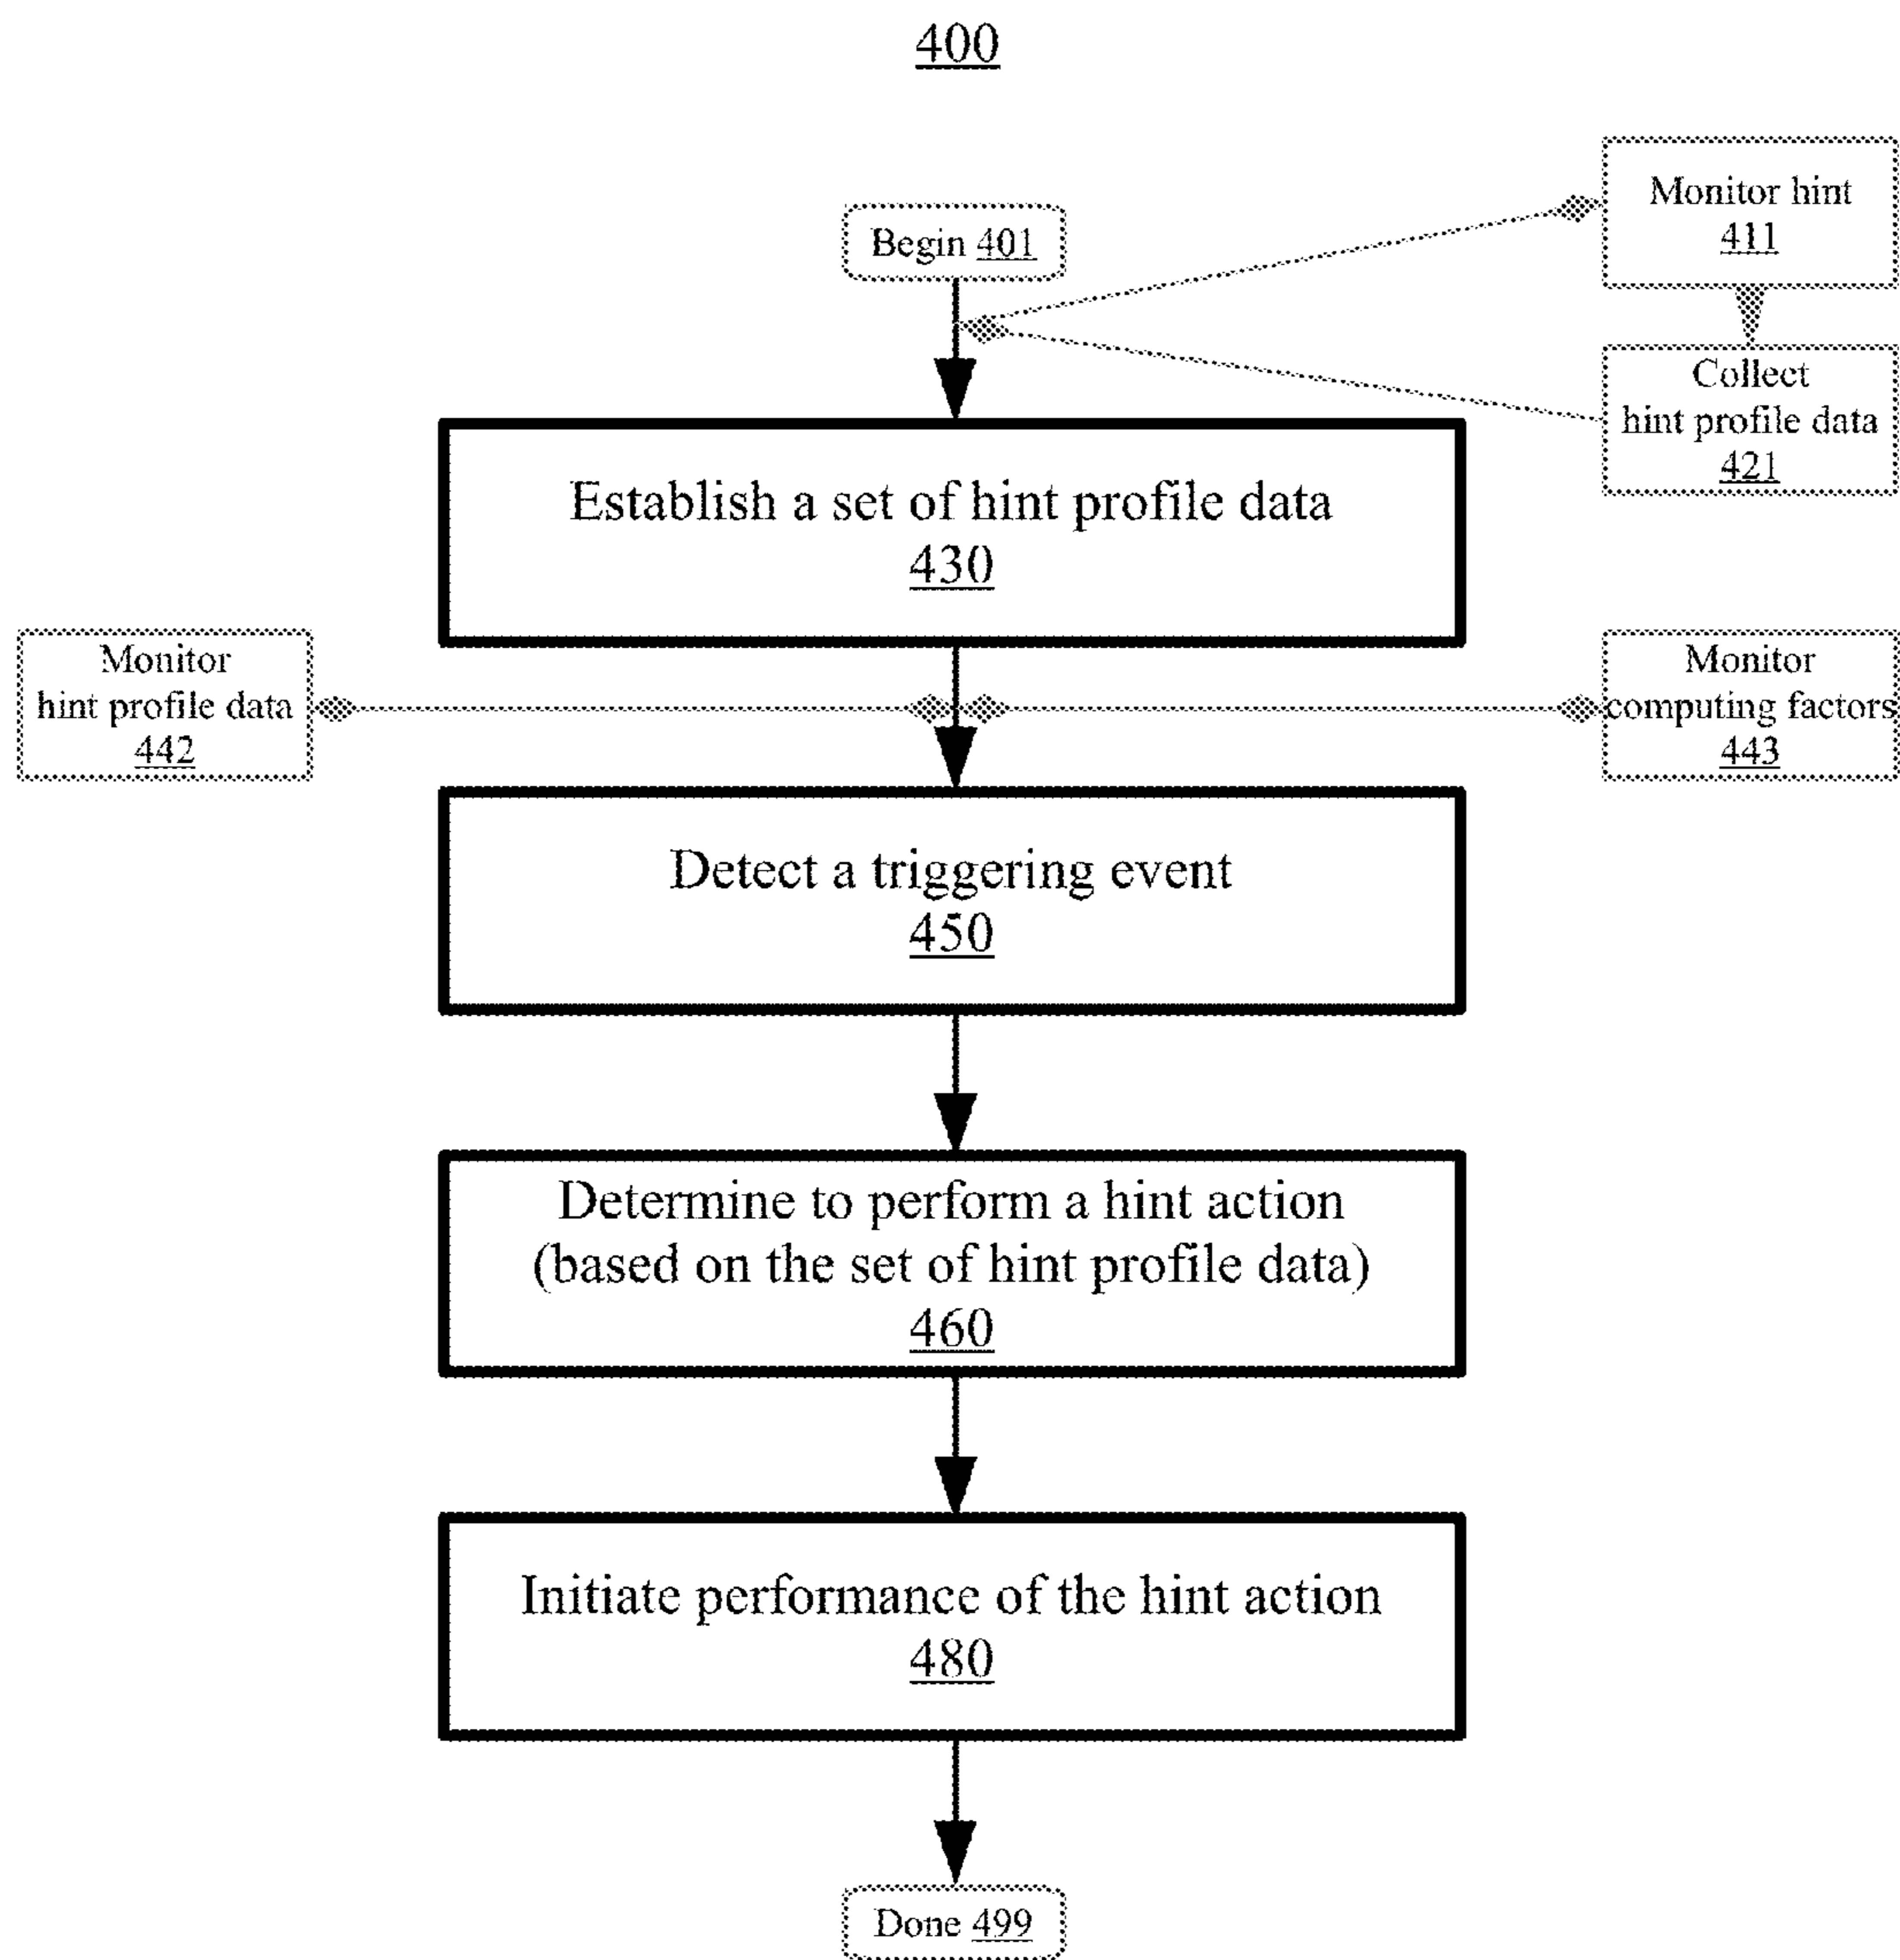 400
Begin 401
Monitor hint
411
Collect
hint profile data
421
Establish a set of hint profile data
430
Monitor
hint profile data
442
Monitor
computing factors
443
Detect a triggering event
450
Determine to perform a hint action
(based on the set of hint profile data)
460
Initiate performance of the hint action
480
Done 499